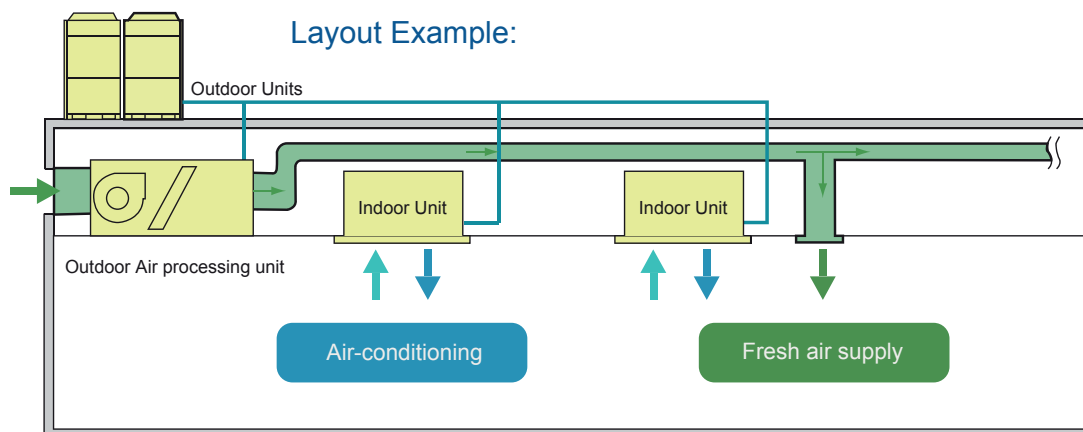 Layout Example:
Outdoor Units
Indoor Unit
Indoor Unit
Outdoor Air processing unit
Air-conditioning
Fresh air supply